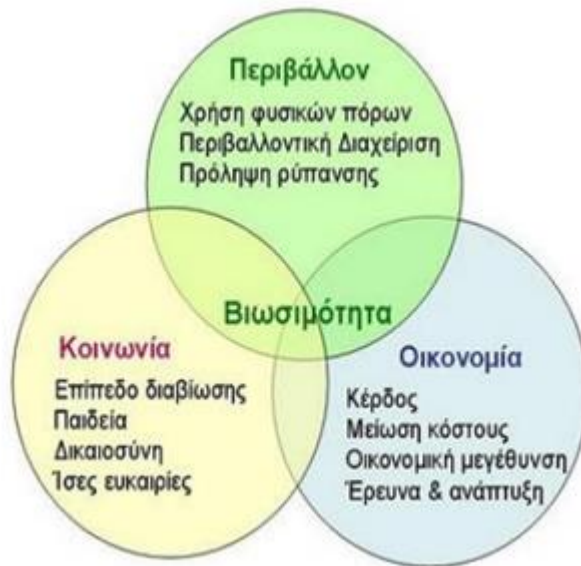 Περιβάλλον
Χρήση φυσικών πόρων
Περιβαλλοντική Διαχείριση
Πρόληψη ρύπανσης
Βιωσιμότητα
Κοινωνία
Επίπεδο διαβίωσης
Παιδεία
Δικαιοσύνη
Ίσες ευκαιρίες
Οικονομία
Κέρδος
Μείωση κόστους
Οικονομική μεγέθυνση
Έρευνα & ανάπτυξη